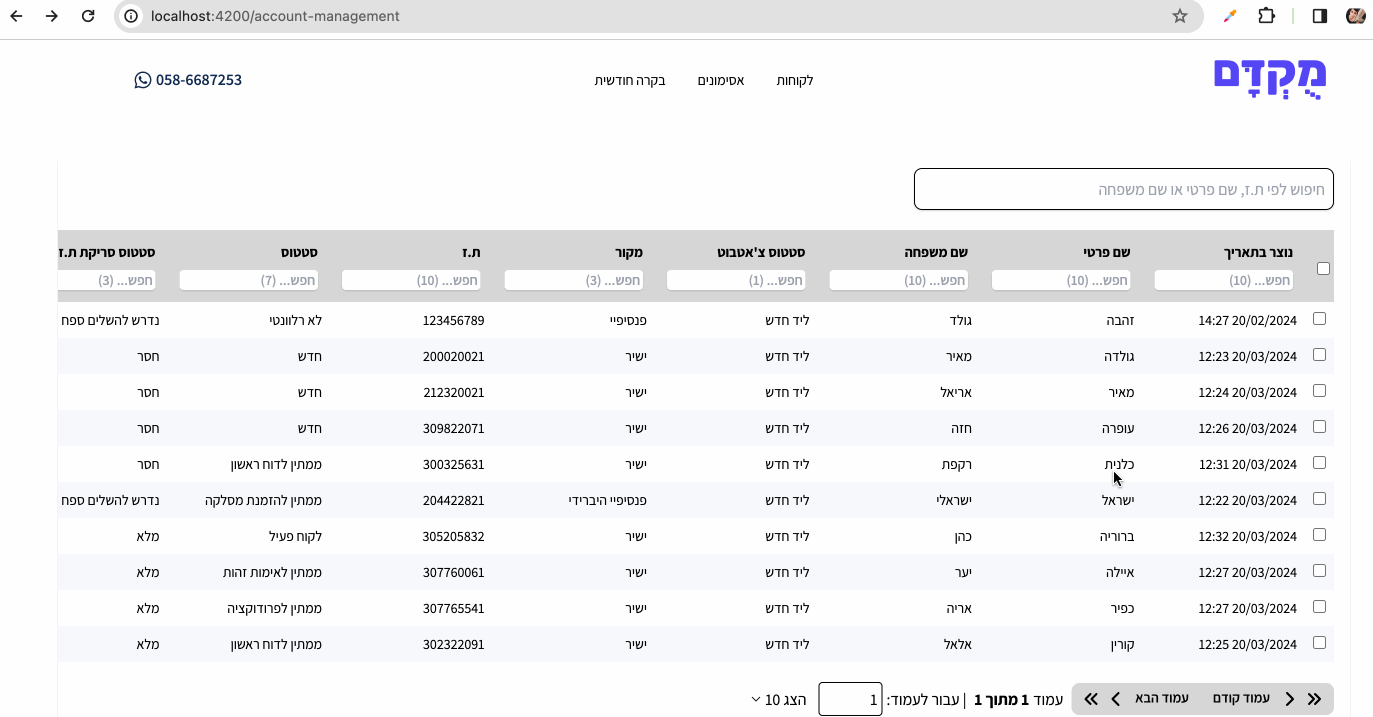 localhost:4200/account-management
מֻקְדָּם
לקוחות אסימונים בקרה חודשית
058-6687253
חיפוש לפי ת.ז, שם פרטי או שם משפחה
נוצר בתאריך שם פרטי שם משפחה סטטוס צ'אטבוט מקור ת.ז סטטוס סטטוס סריקת ת.ז
חפש... (10) חפש... (10) חפש... (10) חפש... (1) חפש... (3) חפש... (10) חפש... (7) חפש... (3)
14:27 20/02/2024 זהבה גולד ליד חדש פנסיפיי 123456789 לא רלוונטי נדרש להשלים ספח
12:23 20/03/2024 גולדה מאיר ליד חדש ישיר 200020021 חדש חסר
12:24 20/03/2024 מאיר אריאל ליד חדש ישיר 212320021 חדש חסר
12:26 20/03/2024 עופרה חזה ליד חדש ישיר 309822071 חדש חסר
12:31 20/03/2024 כלנית רקפת ליד חדש ישיר 300325631 ממתין לדוח ראשון חסר
12:22 20/03/2024 ישראל ישראלי ליד חדש פנסיפיי היברידי 204422821 ממתין להזמנת מסלקה נדרש להשלים ספח
12:32 20/03/2024 ברוריה כהן ליד חדש ישיר 305205832 לקוח פעיל מלא
12:27 20/03/2024 איילה יער ליד חדש ישיר 307760061 ממתין לאימות זהות מלא
12:27 20/03/2024 כפיר אריה ליד חדש ישיר 307765541 ממתין לפרודוקציה מלא
12:25 20/03/2024 קורין אלאל ליד חדש ישיר 302322091 ממתין לדוח ראשון מלא
עמוד קודם עמוד הבא עמוד 1 מתוך 1 | עבור לעמוד: 1 הצג 10